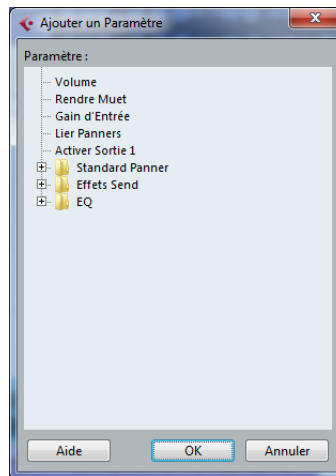 Ajouter un Paramètre
Paramètre :
Volume
Rendre Muet
Gain d'Entrée
Lier Panners
Activer Sortie 1
Standard Panner
Effets Send
EQ
Aide OK Annuler